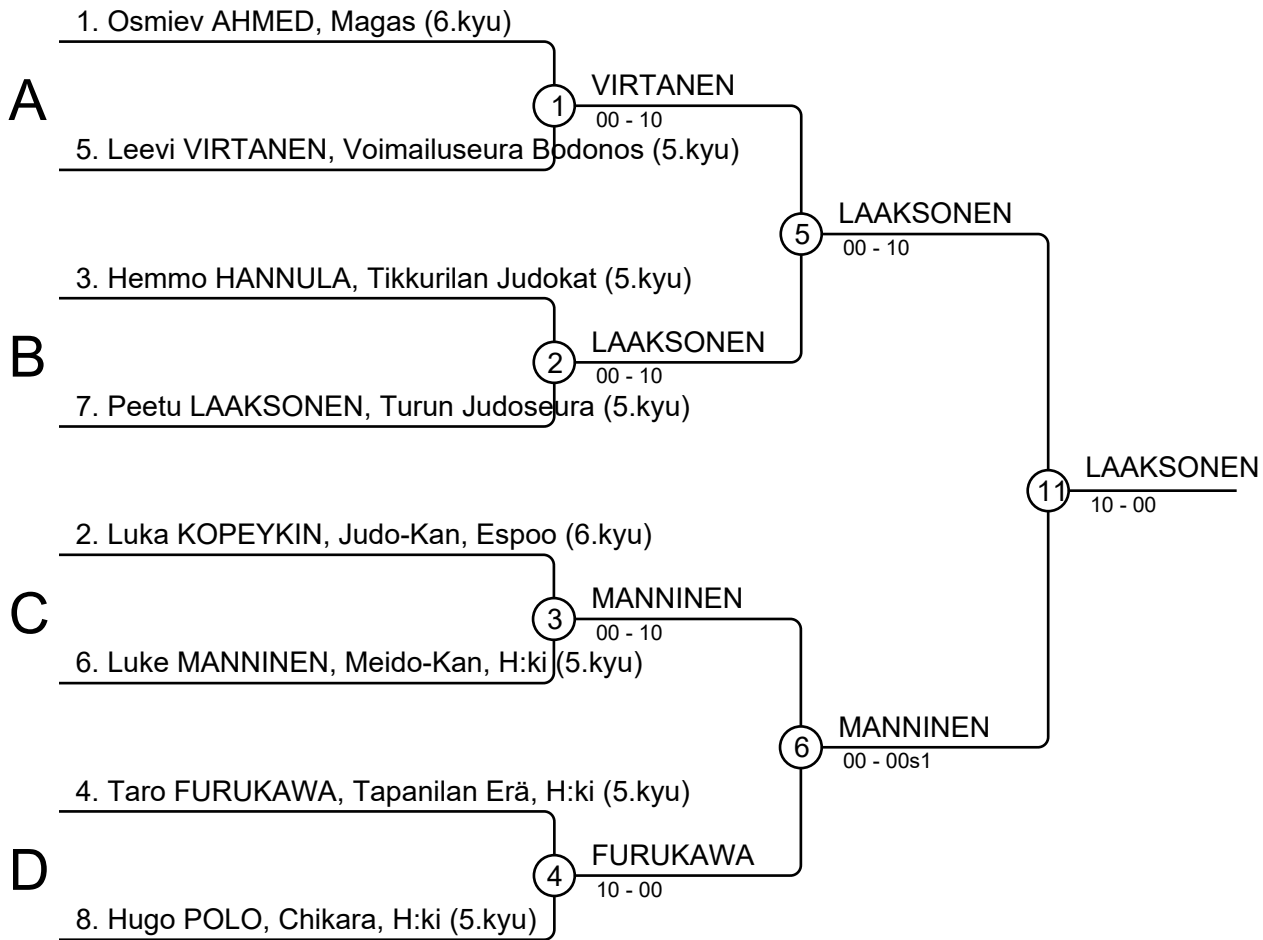 1. Osmiev AHMED, Magas (6.kyu)
A
1
VIRTANEN
00 - 10
5. Leevi VIRTANEN, Voimailuseura Bodonos (5.kyu)
5
LAAKSONEN
00 - 10
3. Hemmo HANNULA, Tikkurilan Judokat (5.kyu)
B
2
LAAKSONEN
00 - 10
7. Peetu LAAKSONEN, Turun Judoseura (5.kyu)
11
LAAKSONEN
10 - 00
2. Luka KOPEYKIN, Judo-Kan, Espoo (6.kyu)
C
3
MANNINEN
00 - 10
6. Luke MANNINEN, Meido-Kan, H:ki (5.kyu)
6
MANNINEN
00 - 00s1
4. Taro FURUKAWA, Tapanilan Erä, H:ki (5.kyu)
D
4
FURUKAWA
10 - 00
8. Hugo POLO, Chikara, H:ki (5.kyu)